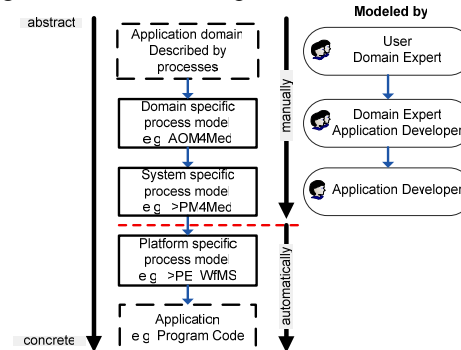 Modeled by
abstract
Application domain
Described by
processes
User
Domain Expert
manually
Domain specific
process model
e g AOM4Med
Domain Expert
Application Developer
System specific
process model
e g >PM4Med
Application Developer
Platform specific
process model
e g >PE WfMS
automatically
Application
e g Program Code
concrete